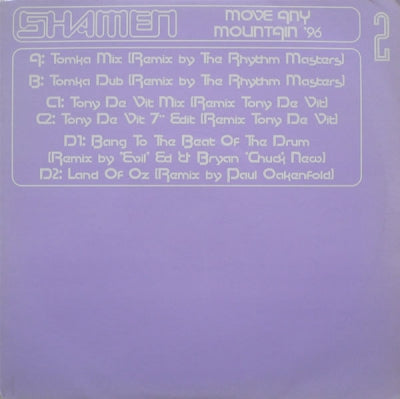 SHAMEN
MOVE ANY
MOUNTAIN '96
2
A: Tomka Mix (Remix by The Rhythm Masters)
B: Tomka Dub (Remix by The Rhythm Masters)
C1: Tony De Vit Mix (Remix Tony De Vit)
C2: Tony De Vit 7" Edit (Remix Tony De Vit)
D1: Bang To The Beat Of The Drum
(Remix by 'Evil' Ed & Bryan 'Chuck' New)
D2: Land Of Oz (Remix by Paul Oakenfold)